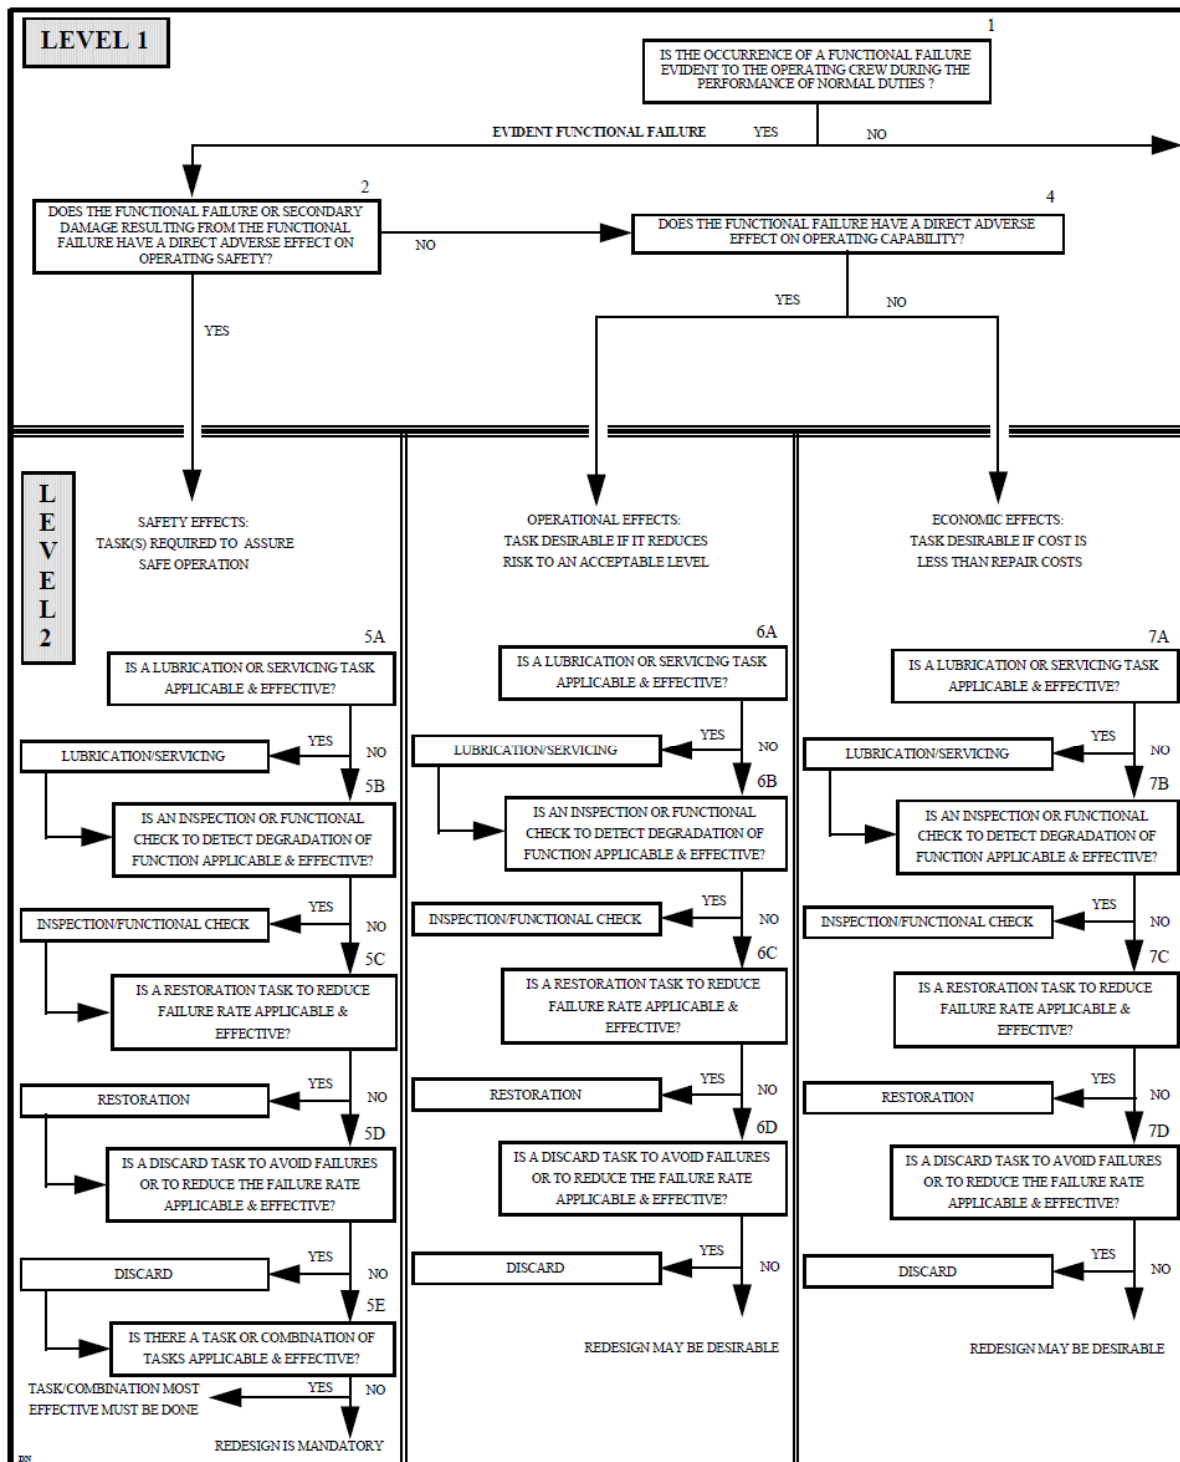 LEVEL 1
1
IS THE OCCURRENCE OF A FUNCTIONAL FAILURE
EVIDENT TO THE OPERATING CREW DURING THE
PERFORMANCE OF NORMAL DUTIES ?
EVIDENT FUNCTIONAL FAILURE
YES
NO
2
DOES THE FUNCTIONAL FAILURE OR SECONDARY
DAMAGE RESULTING FROM THE FUNCTIONAL
FAILURE HAVE A DIRECT ADVERSE EFFECT ON
OPERATING SAFETY?
NO
YES
4
DOES THE FUNCTIONAL FAILURE HAVE A DIRECT ADVERSE
EFFECT ON OPERATING CAPABILITY?
YES
NO
L
E
V
E
L
2
SAFETY EFFECTS:
TASK(S) REQUIRED TO ASSURE
SAFE OPERATION
5A
IS A LUBRICATION OR SERVICING TASK
APPLICABLE & EFFECTIVE?
YES
NO
LUBRICATION/SERVICING
5B
IS AN INSPECTION OR FUNCTIONAL
CHECK TO DETECT DEGRADATION OF
FUNCTION APPLICABLE & EFFECTIVE?
YES
NO
INSPECTION/FUNCTIONAL CHECK
5C
IS A RESTORATION TASK TO REDUCE
FAILURE RATE APPLICABLE &
EFFECTIVE?
YES
NO
RESTORATION
5D
IS A DISCARD TASK TO AVOID FAILURES
OR TO REDUCE THE FAILURE RATE
APPLICABLE & EFFECTIVE?
YES
NO
DISCARD
5E
IS THERE A TASK OR COMBINATION OF
TASKS APPLICABLE & EFFECTIVE?
YES
NO
TASK/COMBINATION MOST
EFFECTIVE MUST BE DONE
REDESIGN IS MANDATORY
OPERATIONAL EFFECTS:
TASK DESIRABLE IF IT REDUCES
RISK TO AN ACCEPTABLE LEVEL
6A
IS A LUBRICATION OR SERVICING TASK
APPLICABLE & EFFECTIVE?
YES
NO
LUBRICATION/SERVICING
6B
IS AN INSPECTION OR FUNCTIONAL
CHECK TO DETECT DEGRADATION OF
FUNCTION APPLICABLE & EFFECTIVE?
YES
NO
INSPECTION/FUNCTIONAL CHECK
6C
IS A RESTORATION TASK TO REDUCE
FAILURE RATE APPLICABLE &
EFFECTIVE?
YES
NO
RESTORATION
6D
IS A DISCARD TASK TO AVOID FAILURES
OR TO REDUCE THE FAILURE RATE
APPLICABLE & EFFECTIVE?
YES
NO
DISCARD
REDESIGN MAY BE DESIRABLE
ECONOMIC EFFECTS:
TASK DESIRABLE IF COST IS
LESS THAN REPAIR COSTS
7A
IS A LUBRICATION OR SERVICING TASK
APPLICABLE & EFFECTIVE?
YES
NO
LUBRICATION/SERVICING
7B
IS AN INSPECTION OR FUNCTIONAL
CHECK TO DETECT DEGRADATION OF
FUNCTION APPLICABLE & EFFECTIVE?
YES
NO
INSPECTION/FUNCTIONAL CHECK
7C
IS A RESTORATION TASK TO REDUCE
FAILURE RATE APPLICABLE &
EFFECTIVE?
YES
NO
RESTORATION
7D
IS A DISCARD TASK TO AVOID FAILURES
OR TO REDUCE THE FAILURE RATE
APPLICABLE & EFFECTIVE?
YES
NO
DISCARD
REDESIGN MAY BE DESIRABLE